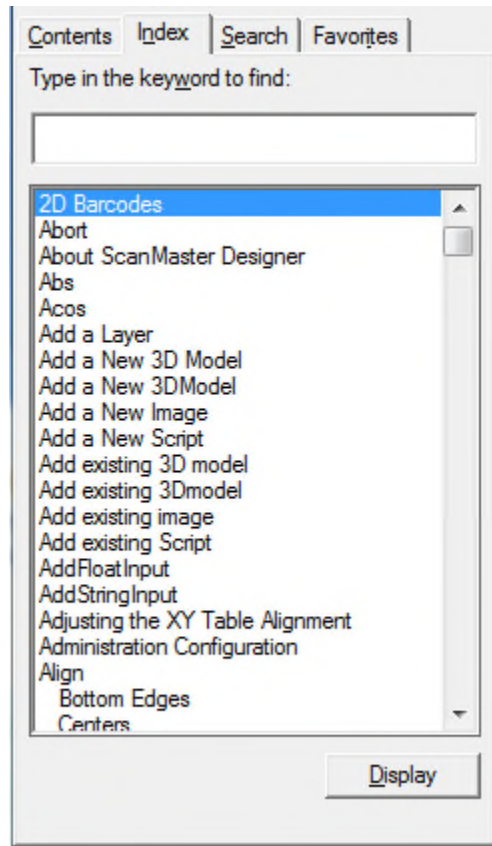 Contents Index Search Favorites
Type in the keyword to find:
2D Barcodes
Abort
About ScanMaster Designer
Abs
Acos
Add a Layer
Add a New 3D Model
Add a New 3DModel
Add a New Image
Add a New Script
Add existing 3D model
Add existing 3Dmodel
Add existing image
Add existing Script
AddFloatInput
AddStringInput
Adjusting the XY Table Alignment
Administration Configuration
Align
Bottom Edges
Centers
Display